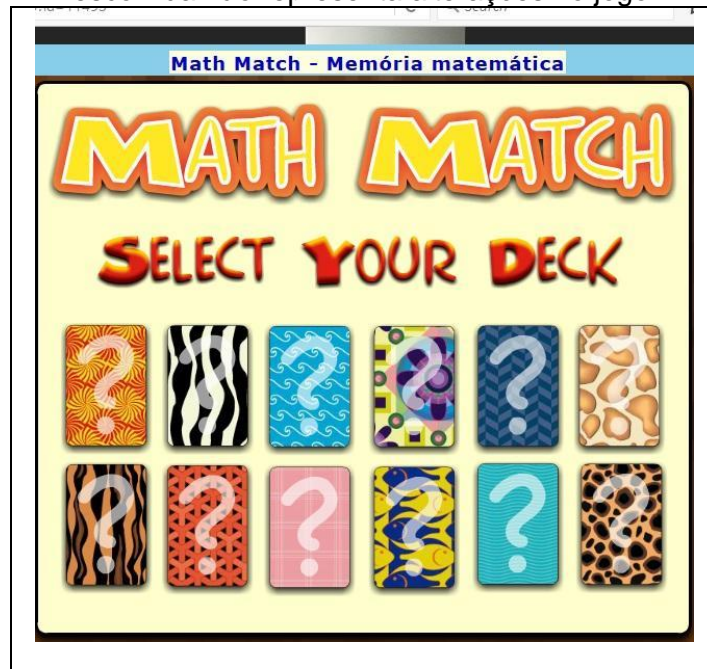 Math Match - Memória matemática
MATH MATCH
SELECT YOUR DECK
? ? ? ? ? ?
? ? ? ? ? ?